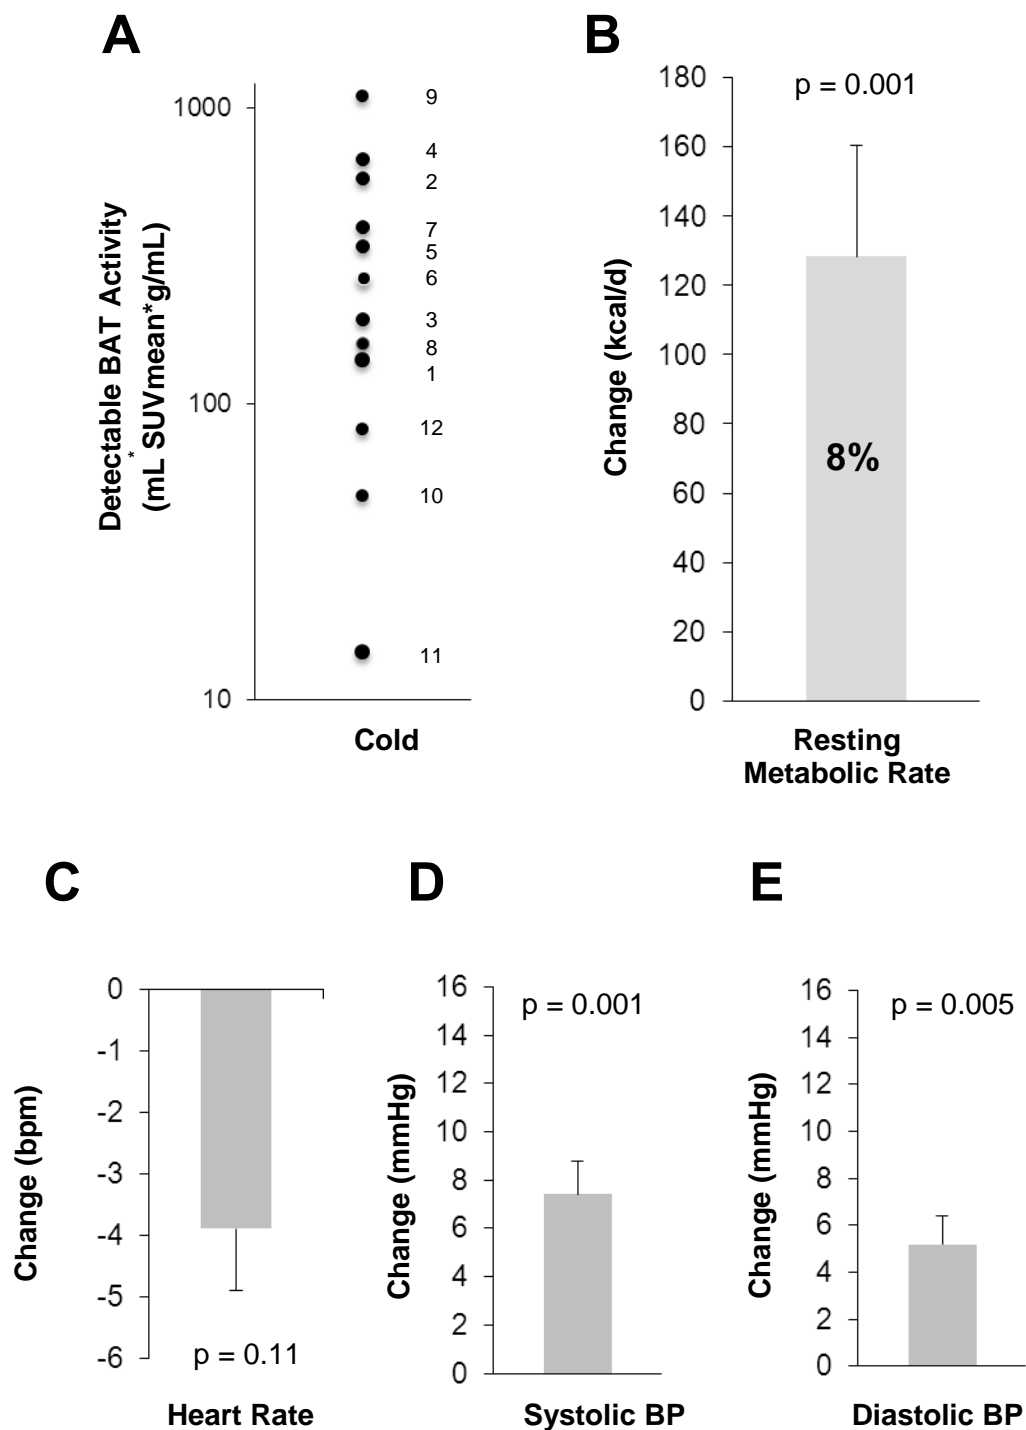 A
Detectable BAT Activity
(mL*SUVmean*g/mL)
1000
100
10
9
4
2
7
5
6
3
8
1
12
10
11
Cold
B
Change (kcal/d)
180
160
140
120
100
80
60
40
20
0
p = 0.001
8%
Resting
Metabolic Rate
C
Change (bpm)
0
-1
-2
-3
-4
-5
-6
p = 0.11
Heart Rate
D
Change (mmHg)
16
14
12
10
8
6
4
2
0
p = 0.001
Systolic BP
E
Change (mmHg)
16
14
12
10
8
6
4
2
0
p = 0.005
Diastolic BP